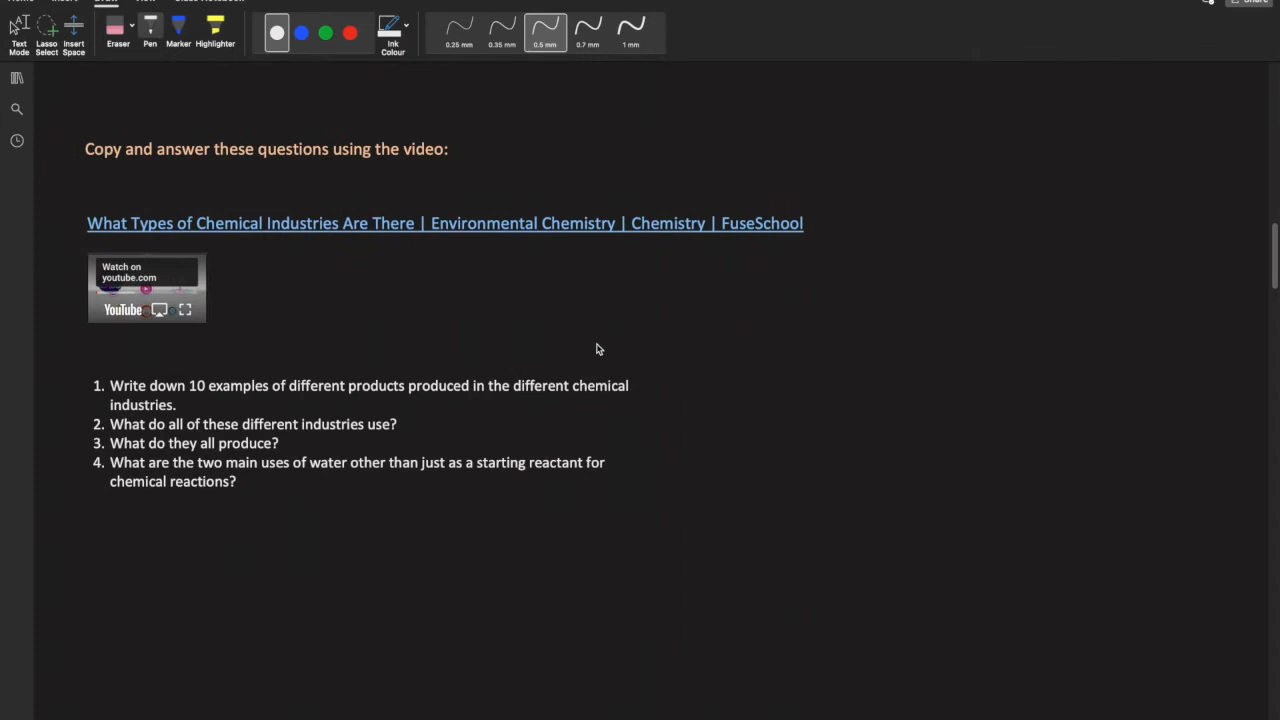 Text
Mode
Lasso
Select
Insert
Space
Eraser
Pen
Marker
Highlighter
Ink
Colour
0.25 mm
0.35 mm
0.5 mm
0.7 mm
1 mm
Copy and answer these questions using the video:
What Types of Chemical Industries Are There | Environmental Chemistry | Chemistry | FuseSchool
Watch on
youtube.com
YouTube
1. Write down 10 examples of different products produced in the different chemical
industries.
2. What do all of these different industries use?
3. What do they all produce?
4. What are the two main uses of water other than just as a starting reactant for
chemical reactions?